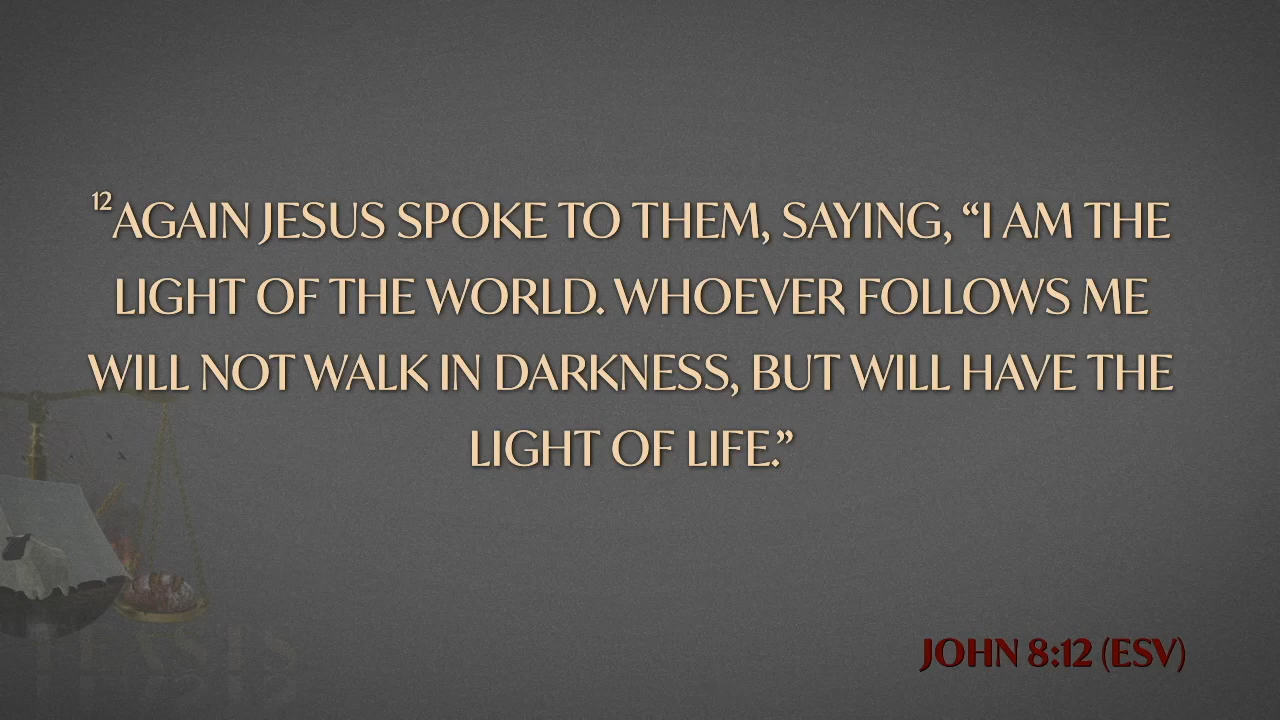 ¹²AGAIN JESUS SPOKE TO THEM, SAYING, “I AM THE
LIGHT OF THE WORLD. WHOEVER FOLLOWS ME
WILL NOT WALK IN DARKNESS, BUT WILL HAVE THE
LIGHT OF LIFE.”
JOHN 8:12 (ESV)